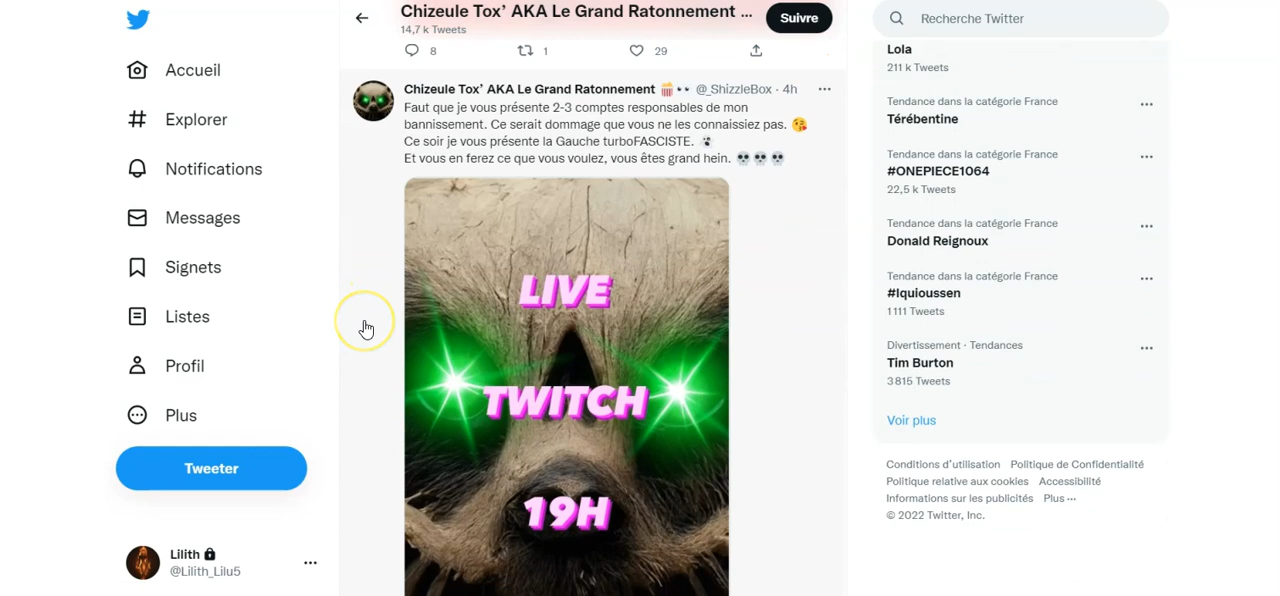 Accueil
Explorer
Notifications
Messages
Signets
Listes
Profil
Plus
Tweeter
Lilith
@Lilith_Lilu5
Chizeule Tox’ AKA Le Grand Ratonnement ...
14,7 k Tweets
Suivre
8 1 29
Chizeule Tox’ AKA Le Grand Ratonnement 🍿👀 @_ShizzleBox · 4h
Faut que je vous présente 2-3 comptes responsables de mon
bannissement. Ce serait dommage que vous ne les connaissiez pas. 😘
Ce soir je vous présente la Gauche turboFASCISTE.
Et vous en ferez ce que vous voulez, vous êtes grand hein. 💀💀💀
LIVE
TWITCH
19H
Recherche Twitter
Lola
211 k Tweets
Tendance dans la catégorie France
Térébentine
Tendance dans la catégorie France
#ONEPIECE1064
22,5 k Tweets
Tendance dans la catégorie France
Donald Reignoux
Tendance dans la catégorie France
#Iquioussen
1 111 Tweets
Divertissement · Tendances
Tim Burton
3 815 Tweets
Voir plus
Conditions d’utilisation Politique de Confidentialité
Politique relative aux cookies Accessibilité
Informations sur les publicités Plus ···
© 2022 Twitter, Inc.